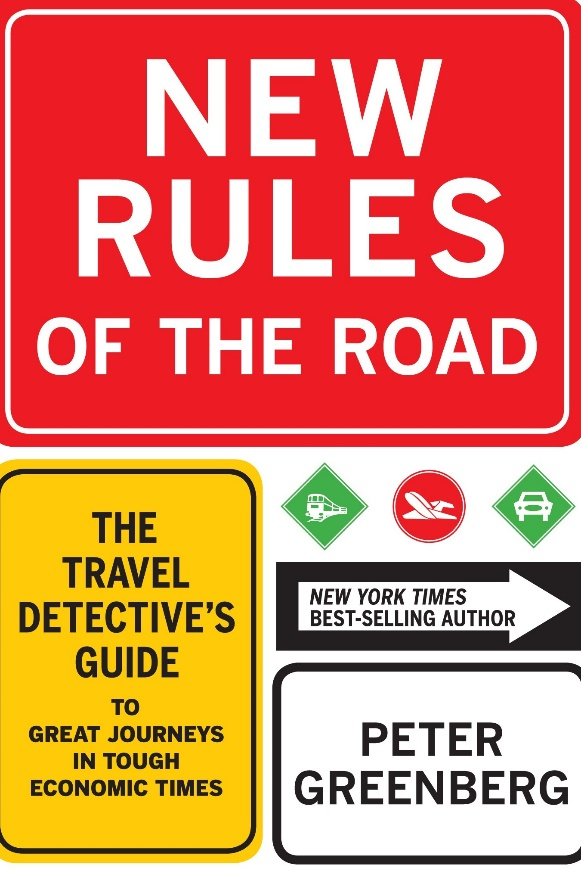 NEW
RULES
OF THE ROAD
THE
TRAVEL
DETECTIVE'S
GUIDE
TO
GREAT JOURNEYS
IN TOUGH
ECONOMIC TIMES
NEW YORK TIMES
BEST-SELLING AUTHOR
PETER
GREENBERG